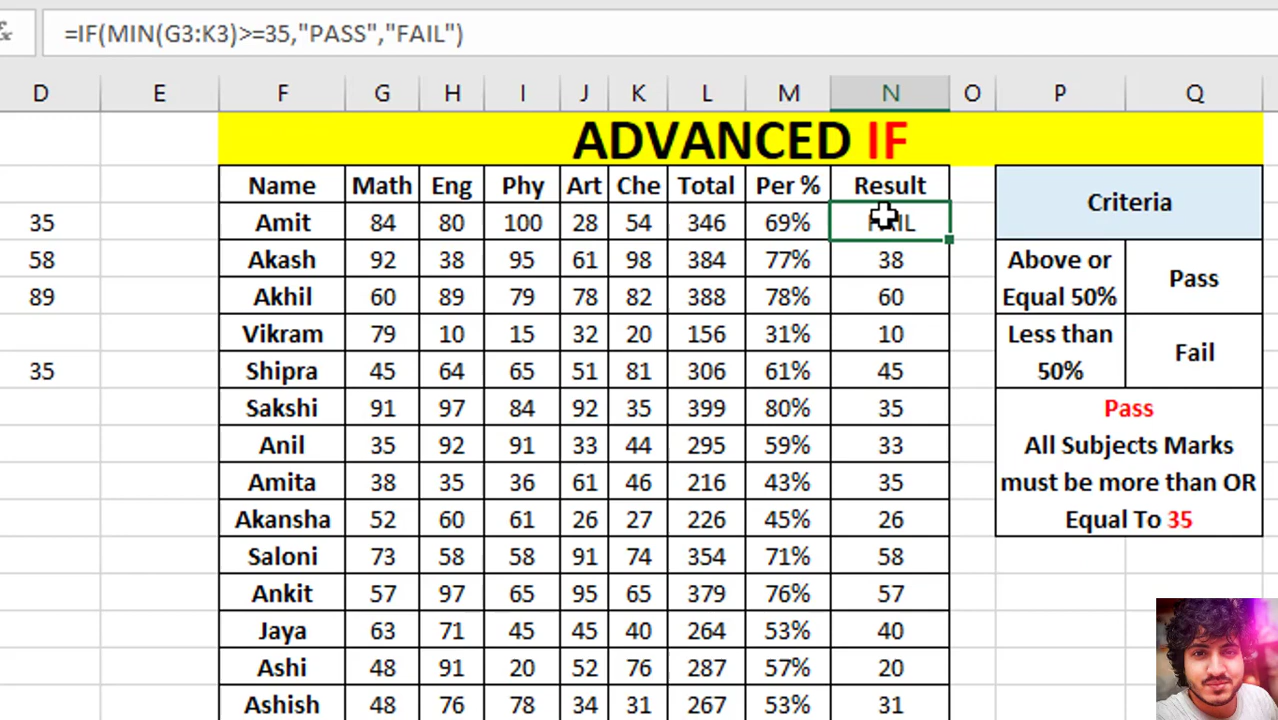 =IF(MIN(G3:K3)>=35,"PASS","FAIL")
D E F G H I J K L M N O P Q
ADVANCED IF
Name Math Eng Phy Art Che Total Per % Result
35 Amit 84 80 100 28 54 346 69% FAIL
58 Akash 92 38 95 61 98 384 77% 38
89 Akhil 60 89 79 78 82 388 78% 60
Vikram 79 10 15 32 20 156 31% 10
35 Shipra 45 64 65 51 81 306 61% 45
Sakshi 91 97 84 92 35 399 80% 35
Anil 35 92 91 33 44 295 59% 33
Amita 38 35 36 61 46 216 43% 35
Akansha 52 60 61 26 27 226 45% 26
Saloni 73 58 58 91 74 354 71% 58
Ankit 57 97 65 95 65 379 76% 57
Jaya 63 71 45 45 40 264 53% 40
Ashi 48 91 20 52 76 287 57% 20
Ashish 48 76 78 34 31 267 53% 31
Criteria
Above or
Equal 50%
Pass
Less than
50%
Fail
Pass
All Subjects Marks
must be more than OR
Equal To 35